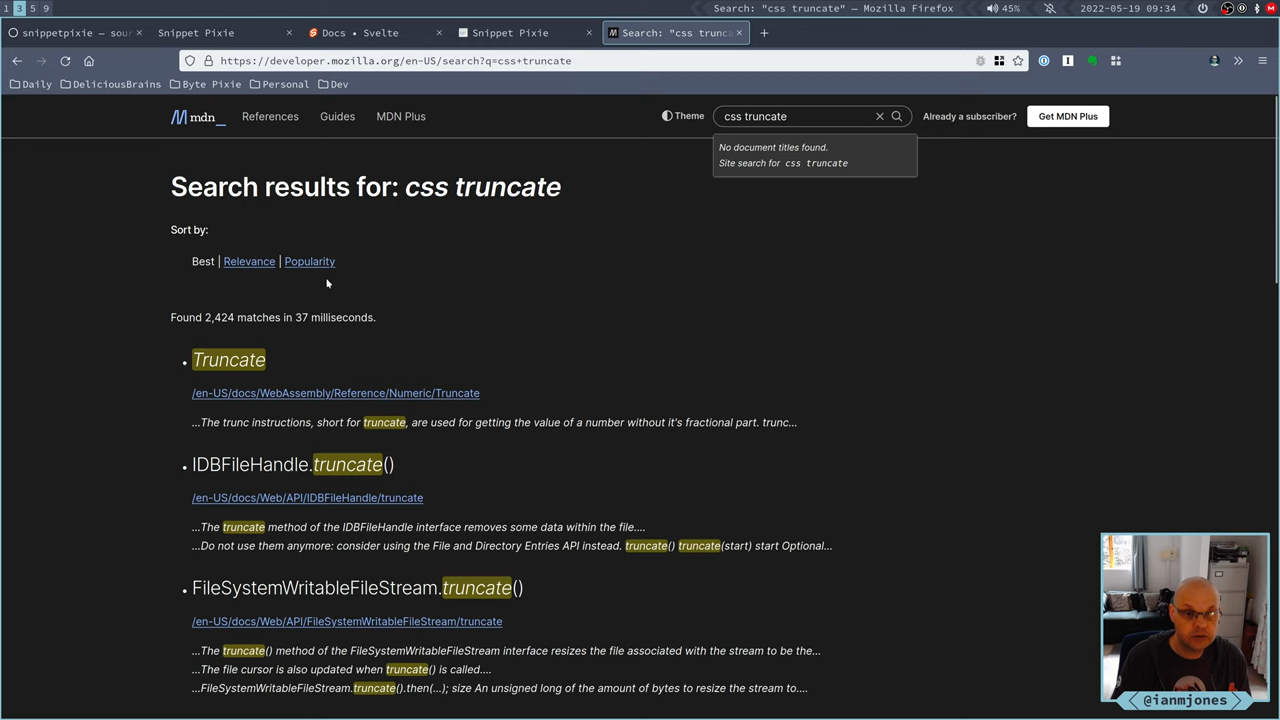 1 3 5 9 Search: "css truncate" — Mozilla Firefox 45% 2022-05-19 09:34
snippetpixie — sour Snippet Pixie Docs • Svelte Snippet Pixie Search: "css trunca
https://developer.mozilla.org/en-US/search?q=css+truncate
Daily DeliciousBrains Byte Pixie Personal Dev
mdn_ References Guides MDN Plus Theme css truncate Already a subscriber? Get MDN Plus
No document titles found.
Site search for css truncate
Search results for: css truncate
Sort by:
Best | Relevance | Popularity
Found 2,424 matches in 37 milliseconds.
Truncate
/en-US/docs/WebAssembly/Reference/Numeric/Truncate
…The trunc instructions, short for truncate, are used for getting the value of a number without it's fractional part. trunc…
IDBFileHandle.truncate()
/en-US/docs/Web/API/IDBFileHandle/truncate
…The truncate method of the IDBFileHandle interface removes some data within the file.…
…Do not use them anymore: consider using the File and Directory Entries API instead. truncate() truncate(start) start Optional…
FileSystemWritableFileStream.truncate()
/en-US/docs/Web/API/FileSystemWritableFileStream/truncate
…The truncate() method of the FileSystemWritableFileStream interface resizes the file associated with the stream to be the…
…The file cursor is also updated when truncate() is called.…
…FileSystemWritableFileStream.truncate().then(…); size An unsigned long of the amount of bytes to resize the stream to.…
@ianmjones